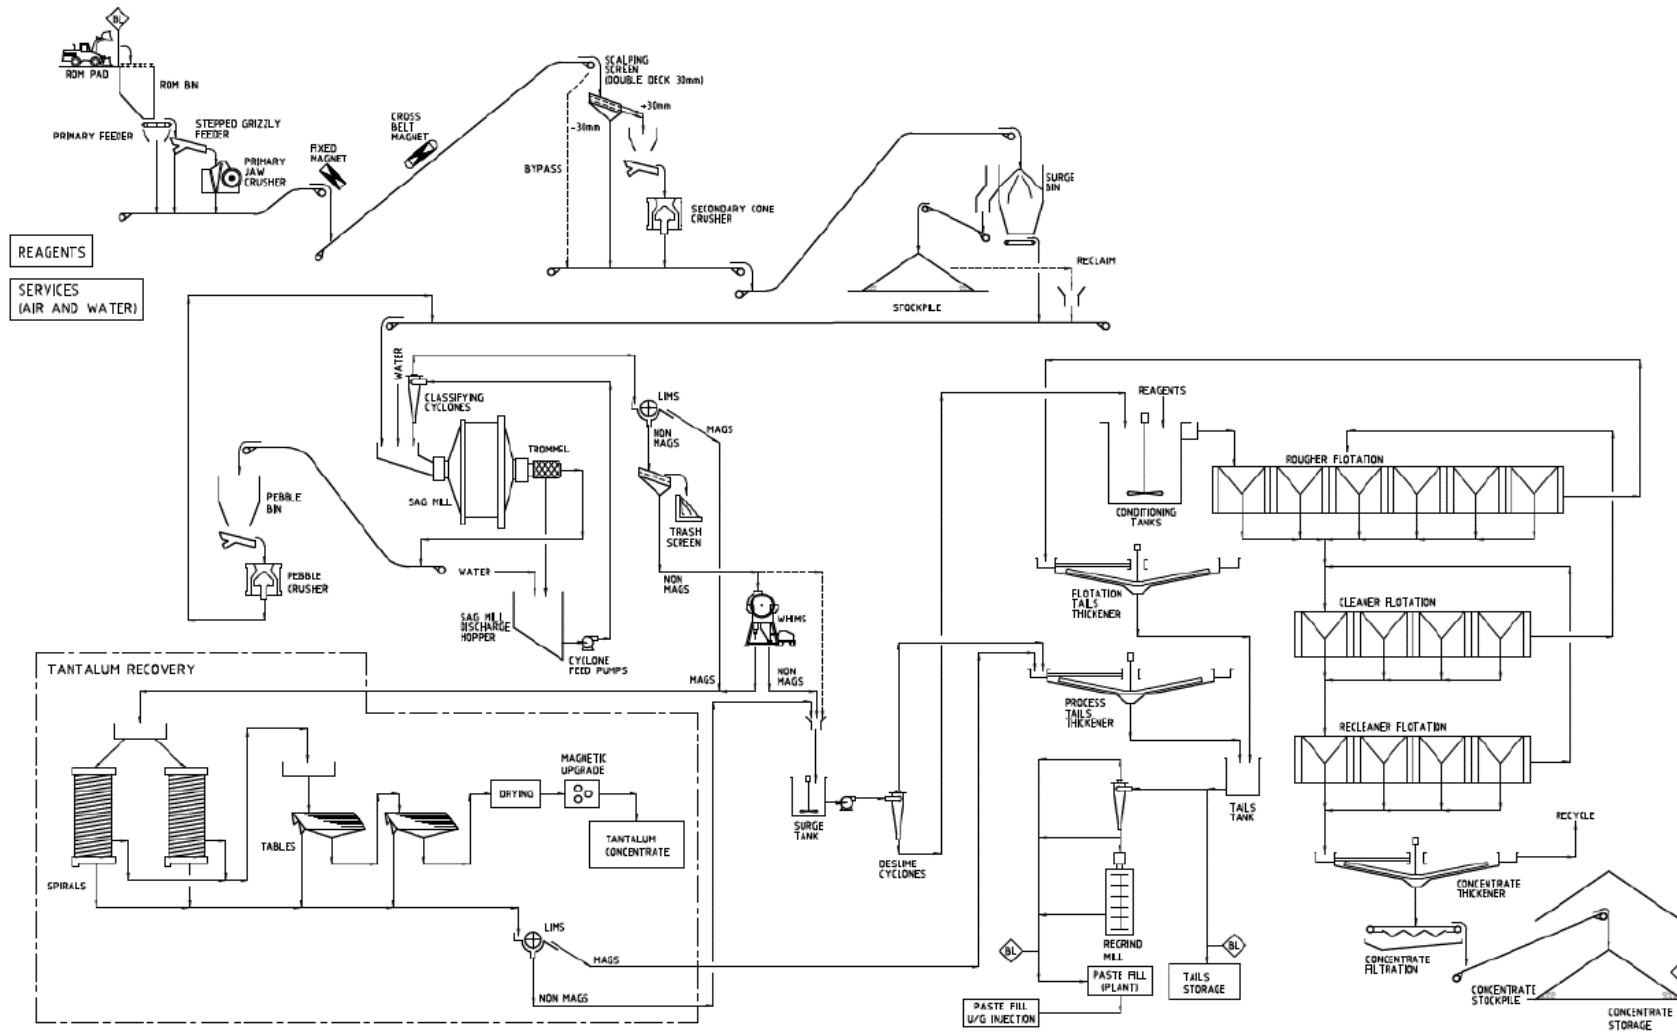 BL
ROM PAD
ROM BIN
PRIMARY FEEDER
STEPPED GRIZLY
FEEDER
PRIMARY
JAW
CRUSHER
FIXED
MAGNET
CROSS
BELT
MAGNET
SCALPING
SCREEN
(DOUBLE DECK 30mm)
+30mm
-30mm
BYPASS
SECONDARY CONE
CRUSHER
SURGE
BIN
RECLAIM
STOCKPILE
REAGENTS
SERVICES
(AIR AND WATER)
WATER
CLASSIFYING
CYCLONES
TROMMEL
SAG MILL
PEBBLE
BIN
PEBBLE
CRUSHER
WATER
SAG MILL
DISCHARGE
HOPPER
CYCLONE
FEED PUMPS
LIMS
NON
MAGS
MAGS
TRASH
SCREEN
NON
MAGS
WHIMS
MAGS
NON
MAGS
REAGENTS
CONDITIONING
TANKS
ROUGHER FLOTATION
FLOTATION
TAILS
THICKENER
CLEANER FLOTATION
PROCESS
TAILS
THICKENER
RECLEANER FLOTATION
TANTALUM RECOVERY
SPIRALS
TABLES
DRYING
MAGNETIC
UPGRADE
TANTALUM
CONCENTRATE
LIMS
MAGS
NON MAGS
SURGE
TANK
DESLIME
CYCLONES
TAILS
TANK
REGRIND
MILL
BL
BL
PASTE FILL
(PLANT)
PASTE FILL
U/G INJECTION
TAILS
STORAGE
RECYCLE
CONCENTRATE
THICKENER
CONCENTRATE
FILTRATION
CONCENTRATE
STOCKPILE
CONCENTRATE
STORAGE